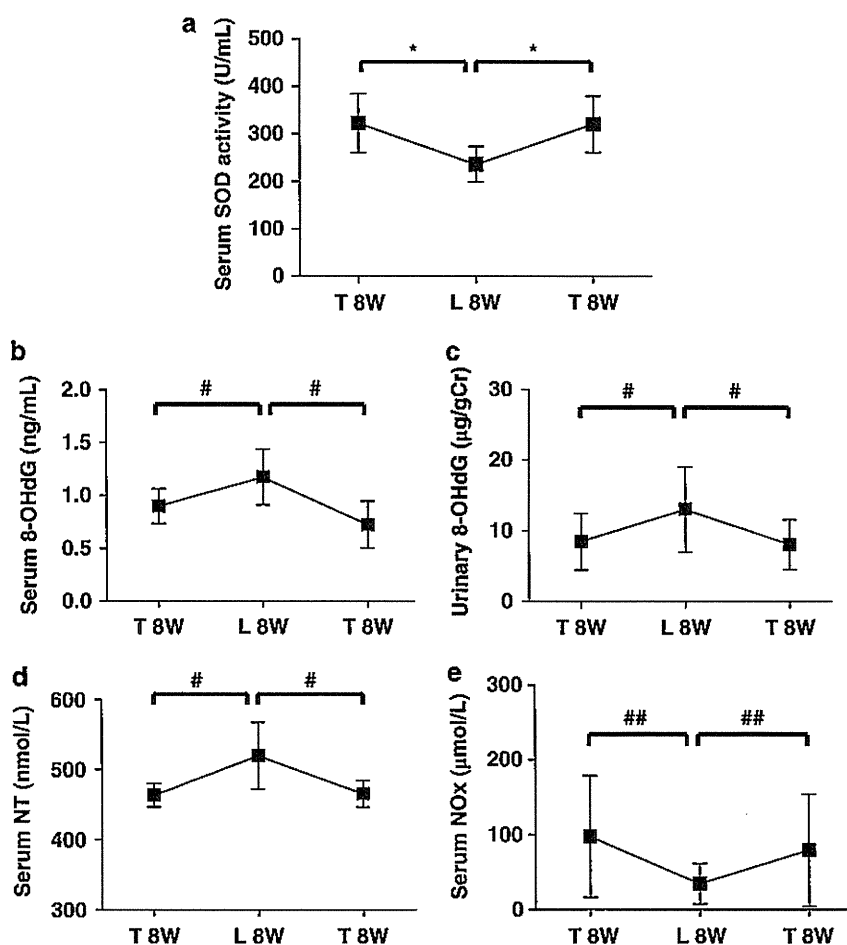 a
Serum SOD activity (U/mL)
500
400
300
200
100
0
* *
T 8W L 8W T 8W
b
Serum 8-OHdG (ng/mL)
2.0
1.5
1.0
0.5
0.0
# #
T 8W L 8W T 8W
c
Urinary 8-OHdG (μg/gCr)
30
20
10
0
# #
T 8W L 8W T 8W
d
Serum NT (nmol/L)
600
500
400
300
# #
T 8W L 8W T 8W
e
Serum NOx (μmol/L)
300
200
100
0
## ##
T 8W L 8W T 8W